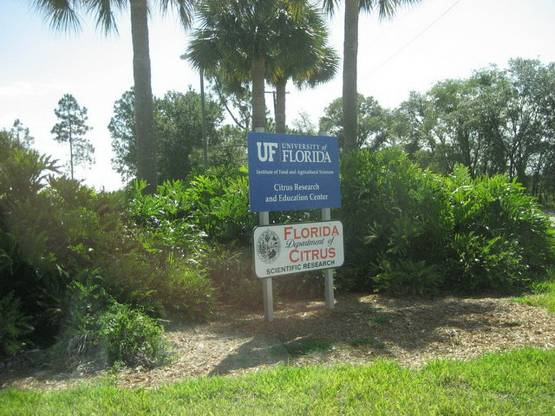 UF UNIVERSITY of
FLORIDA
Institute of Food and Agricultural Sciences
Citrus Research
and Education Center
FLORIDA
Department of
CITRUS
SCIENTIFIC RESEARCH